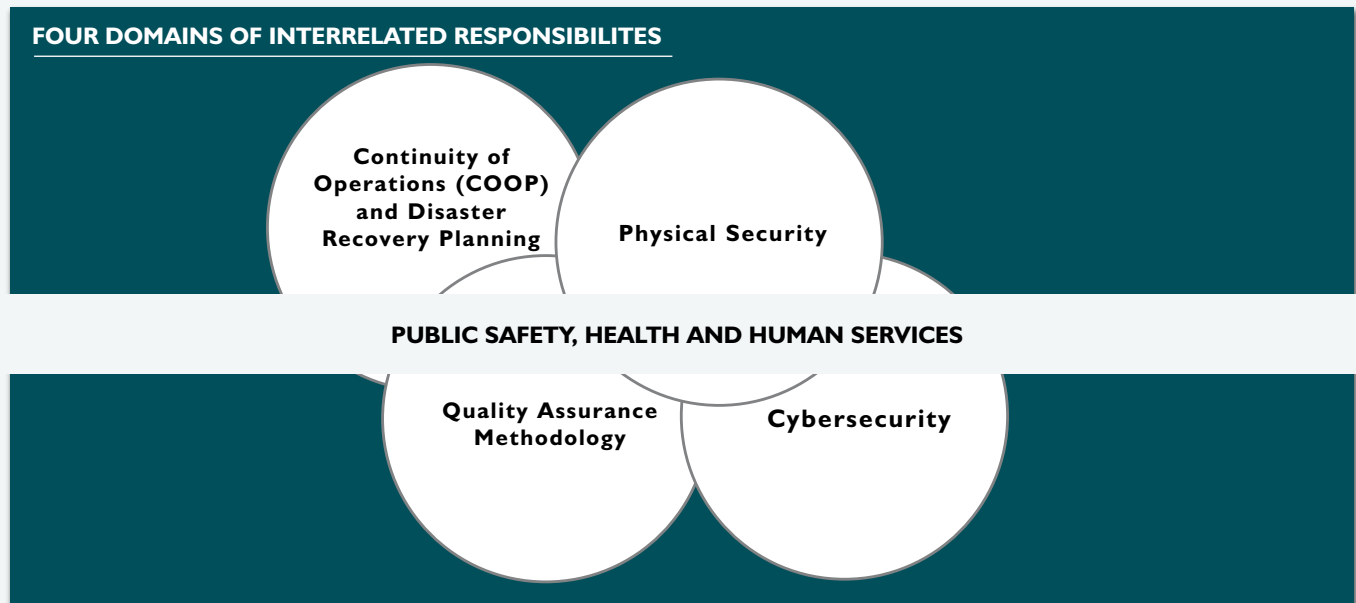 FOUR DOMAINS OF INTERRELATED RESPONSIBILITES
Continuity of
Operations (COOP)
and Disaster
Recovery Planning
Physical Security
PUBLIC SAFETY, HEALTH AND HUMAN SERVICES
Quality Assurance
Methodology
Cybersecurity